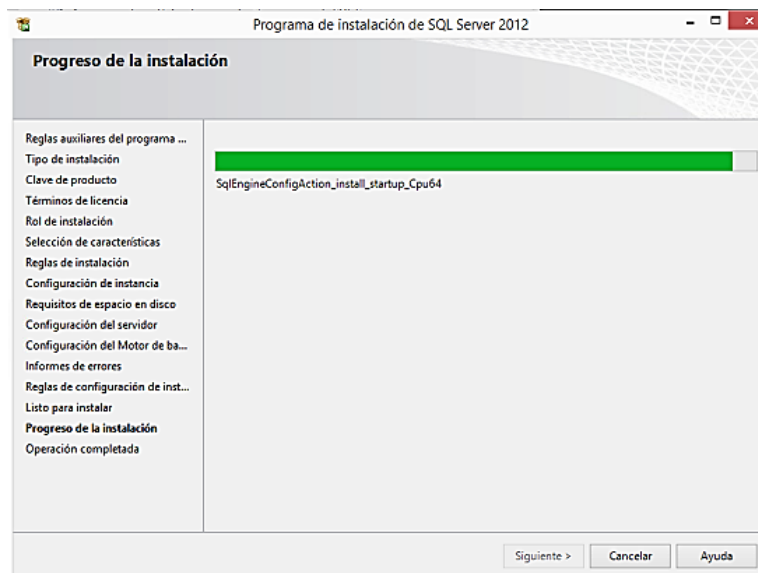 Programa de instalación de SQL Server 2012
Progreso de la instalación
Reglas auxiliares del programa ...
Tipo de instalación
Clave de producto
Términos de licencia
Rol de instalación
Selección de características
Reglas de instalación
Configuración de instancia
Requisitos de espacio en disco
Configuración del servidor
Configuración del Motor de ba...
Informes de errores
Reglas de configuración de inst...
Listo para instalar
Progreso de la instalación
Operación completada
SqlEngineConfigAction_install_startup_Cpu64
Siguiente >
Cancelar
Ayuda